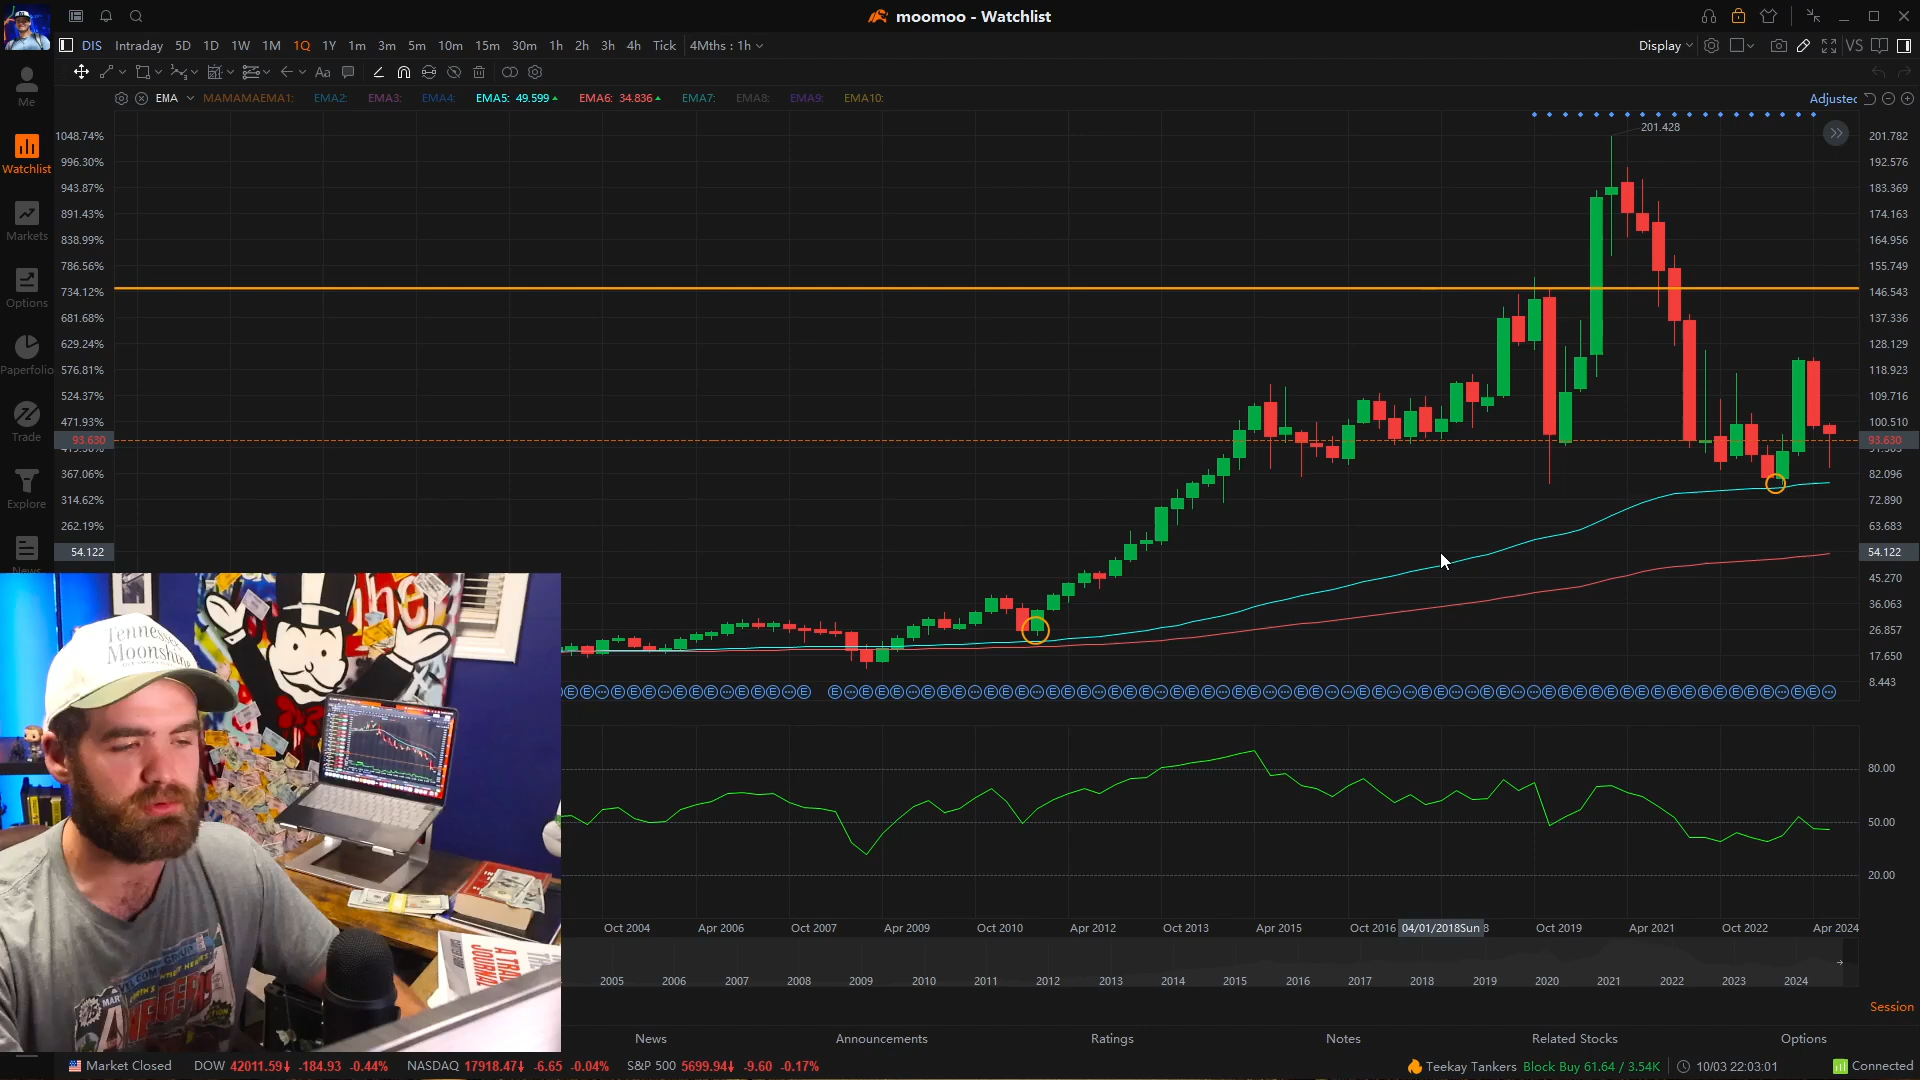 moomoo - Watchlist
DIS Intraday 5D 1D 1W 1M 1Q 1Y 1m 3m 5m 10m 15m 30m 1h 2h 3h 4h Tick 4Mths : 1h
Display
VS
Aa
EMA MAMAMAEMA1: EMA2: EMA3: EMA4: EMA5: 49.599 EMA6: 34.836 EMA7: EMA8: EMA9: EMA10:
Adjusted
Me
Watchlist
Markets
Options
Paperfolio
Trade
Explore
News
1048.74%
996.30%
943.87%
891.43%
838.99%
786.56%
734.12%
681.68%
629.24%
576.81%
524.37%
471.93%
93.630
367.06%
314.62%
262.19%
54.122
201.428
201.782
192.576
183.369
174.163
164.956
155.749
146.543
137.336
128.129
118.923
109.716
100.510
93.630
82.096
72.890
63.683
54.122
45.270
36.063
26.857
17.650
8.443
80.00
50.00
20.00
Oct 2004 Apr 2006 Oct 2007 Apr 2009 Oct 2010 Apr 2012 Oct 2013 Apr 2015 Oct 2016 04/01/2018Sun 8 Oct 2019 Apr 2021 Oct 2022 Apr 2024
2005 2006 2007 2008 2009 2010 2011 2012 2013 2014 2015 2016 2017 2018 2019 2020 2021 2022 2023 2024
Session
News Announcements Ratings Notes Related Stocks Options
Tennessee
Moonshine
A TRA
JOURNAL
Market Closed DOW 42011.59↓ -184.93 -0.44% NASDAQ 17918.47↓ -6.65 -0.04% S&P 500 5699.94↓ -9.60 -0.17%
Teekay Tankers Block Buy 61.64 / 3.54K 10/03 22:03:01 Connected